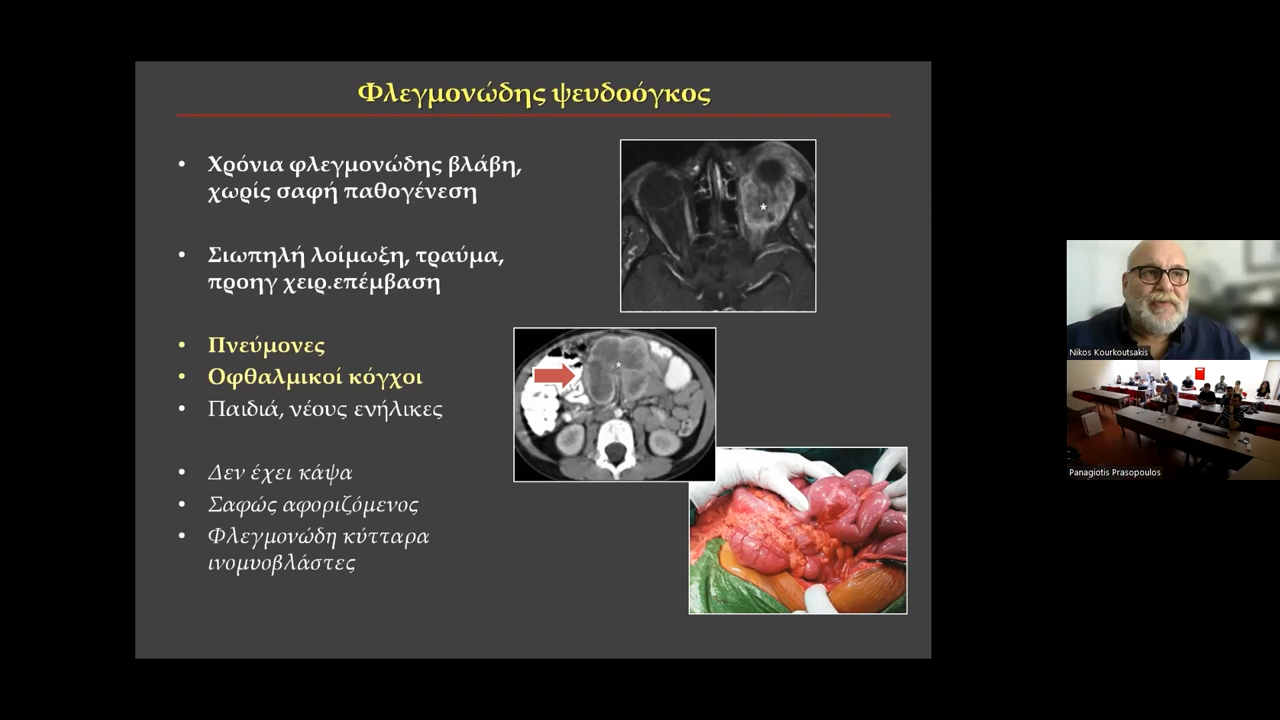 Φλεγμονώδης ψευδοόγκος
• Χρόνια φλεγμονώδης βλάβη,
χωρίς σαφή παθογένεση
• Σιωπηλή λοίμωξη, τραύμα,
προηγ χειρ.επέμβαση
• Πνεύμονες
• Οφθαλμικοί κόγχοι
• Παιδιά, νέους ενήλικες
• Δεν έχει κάψα
• Σαφώς αφοριζόμενος
• Φλεγμονώδη κύτταρα
ινομυοβλάστες
Nikos Kourkoutsakis
Panagiotis Prasopoulos